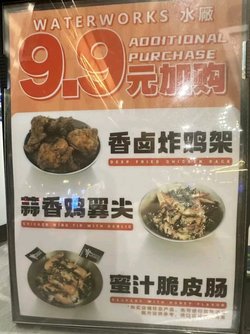 WATERWORKS 水廠
9.9
ADDITIONAL
PURCHASE
元加购
香卤炸鸭架
DEEP FRIED CHICKEN RACK
蒜香鸡翼尖
CHICKEN WING TIP WITH GARLIC
蜜汁脆皮肠
SAUSAGE WITH HONEY FLAVOR